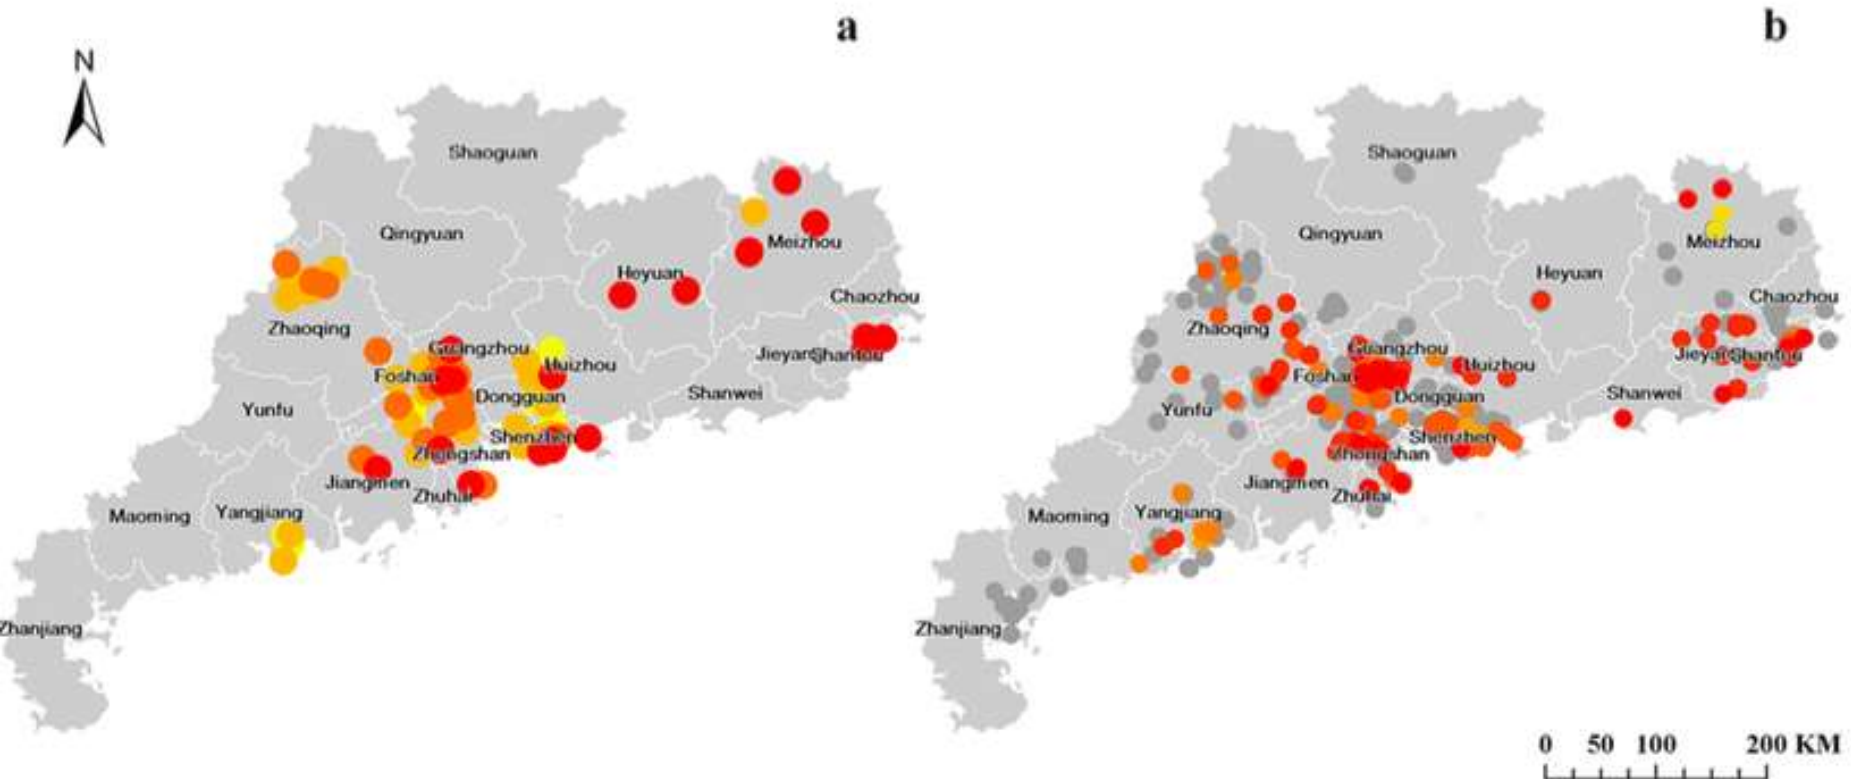 a
b
N
Shaoguan
Qingyuan
Meizhou
Heyuan
Chaozhou
Zhaoqing
Guangzhou
Huizhou
Jieyan
Shantou
Foshan
Dongguan
Shanwei
Yunfu
Shenzhen
Zhongshan
Jiangmen
Zhuhai
Maoming
Yangjiang
Zhanjiang
Shaoguan
Qingyuan
Meizhou
Heyuan
Chaozhou
Zhaoqing
Guangzhou
Huizhou
Jieyan
Shantou
Foshan
Dongguan
Shanwei
Yunfu
Shenzhen
Zhongshan
Jiangmen
Zhuhai
Maoming
Yangjiang
Zhanjiang
0 50 100 200 KM